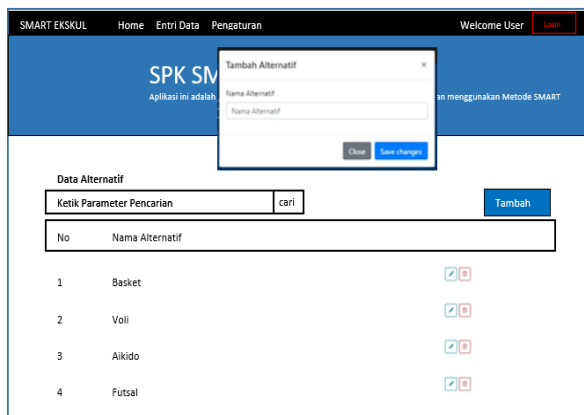 SMART EKSKUL Home Entri Data Pengaturan Welcome User Login
SPK SM
Aplikasi ini adalah
an menggunakan Metode SMART
Tambah Alternatif ×
Nama Alternatif
Nama Alternatif
Close Save changes
Data Alternatif
Ketik Parameter Pencarian cari Tambah
No Nama Alternatif
1 Basket
2 Voli
3 Aikido
4 Futsal